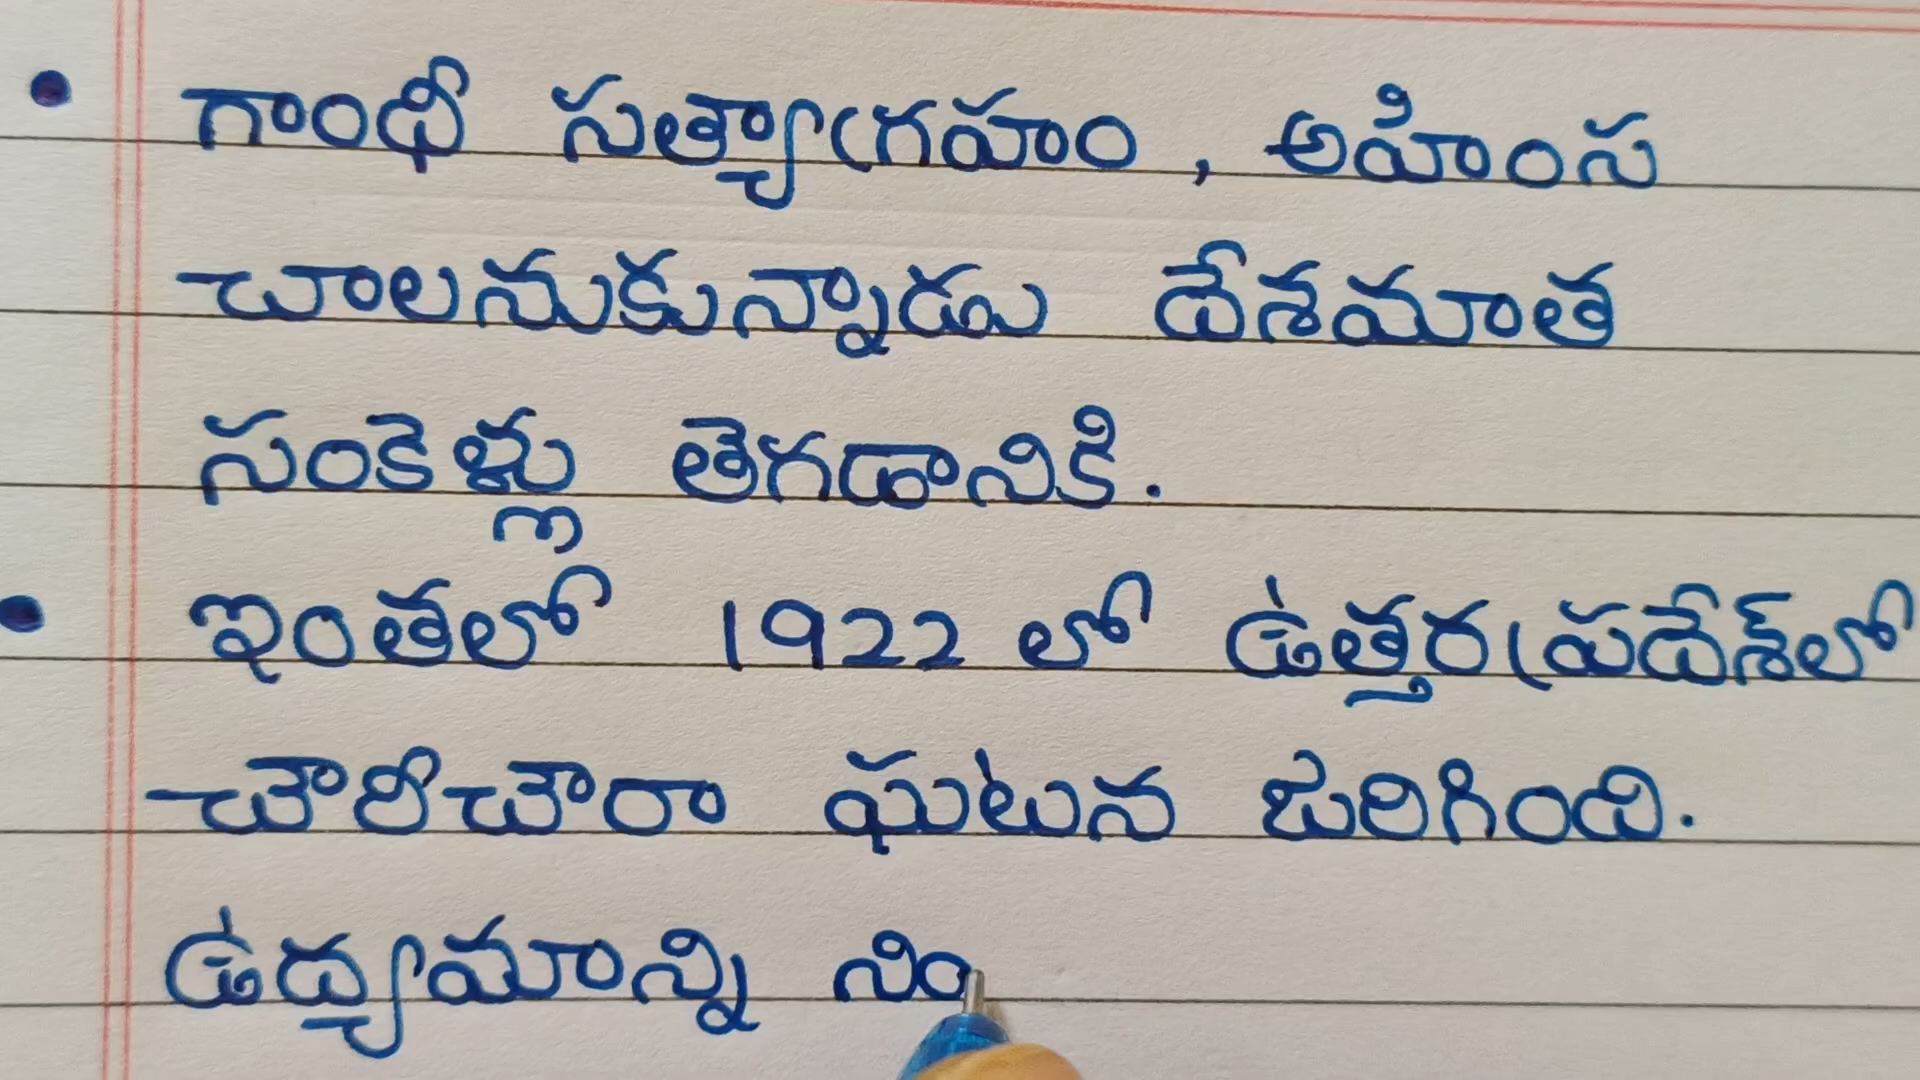 • గాంధీ సత్యాగ్రహం, అహింస
చాలనుకున్నాడు దేశమాత
సంకెళ్లు తెగడానికి.
• ఇంతలో 1922 లో ఉత్తరప్రదేశ్‌లో
చౌరీచౌరా ఘటన జరిగింది.
ఉద్యమాన్ని నిం